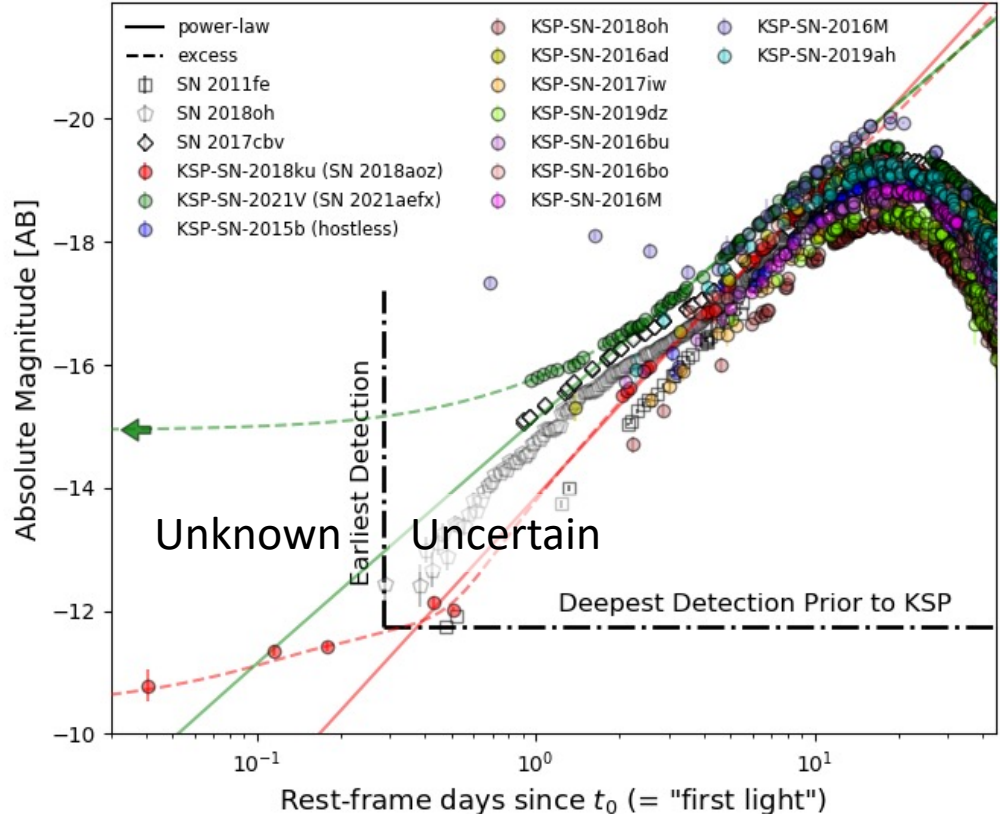 power-law
excess
SN 2011fe
SN 2018oh
SN 2017cbv
KSP-SN-2018ku (SN 2018aoz)
KSP-SN-2021V (SN 2021aefx)
KSP-SN-2015b (hostless)
KSP-SN-2018oh
KSP-SN-2016ad
KSP-SN-2017iw
KSP-SN-2019dz
KSP-SN-2016bu
KSP-SN-2016bo
KSP-SN-2016M
KSP-SN-2016M
KSP-SN-2019ah
Absolute Magnitude [AB]
−20
−18
−16
−14
−12
−10
Earliest Detection
Unknown
Uncertain
Deepest Detection Prior to KSP
10⁻¹
10⁰
10¹
Rest-frame days since t₀ (= "first light")